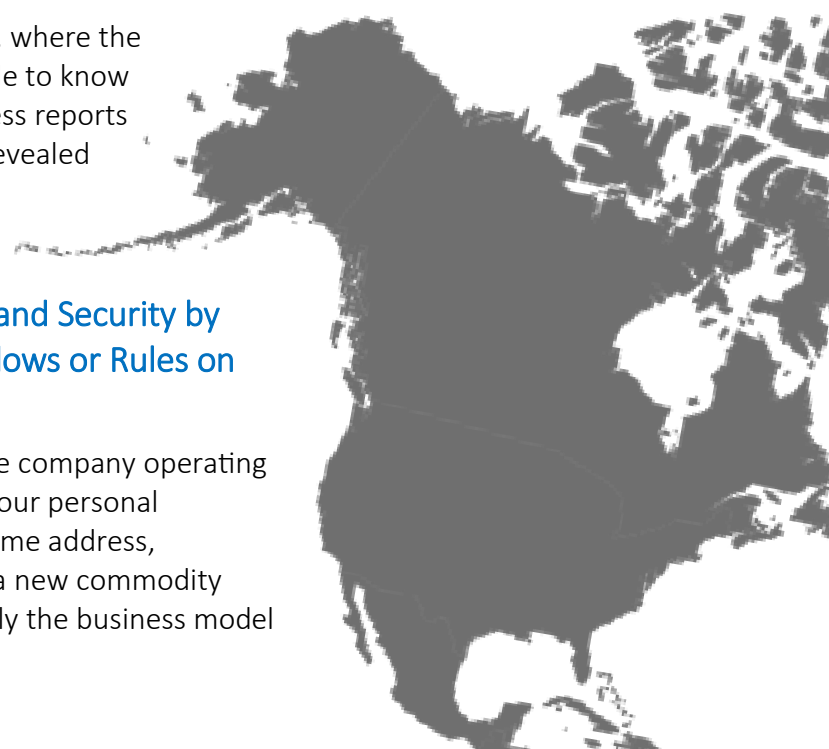 where the
e to know
ess reports
evealed
and Security by
lows or Rules on
e company operating
our personal
me address,
a new commodity
ly the business model